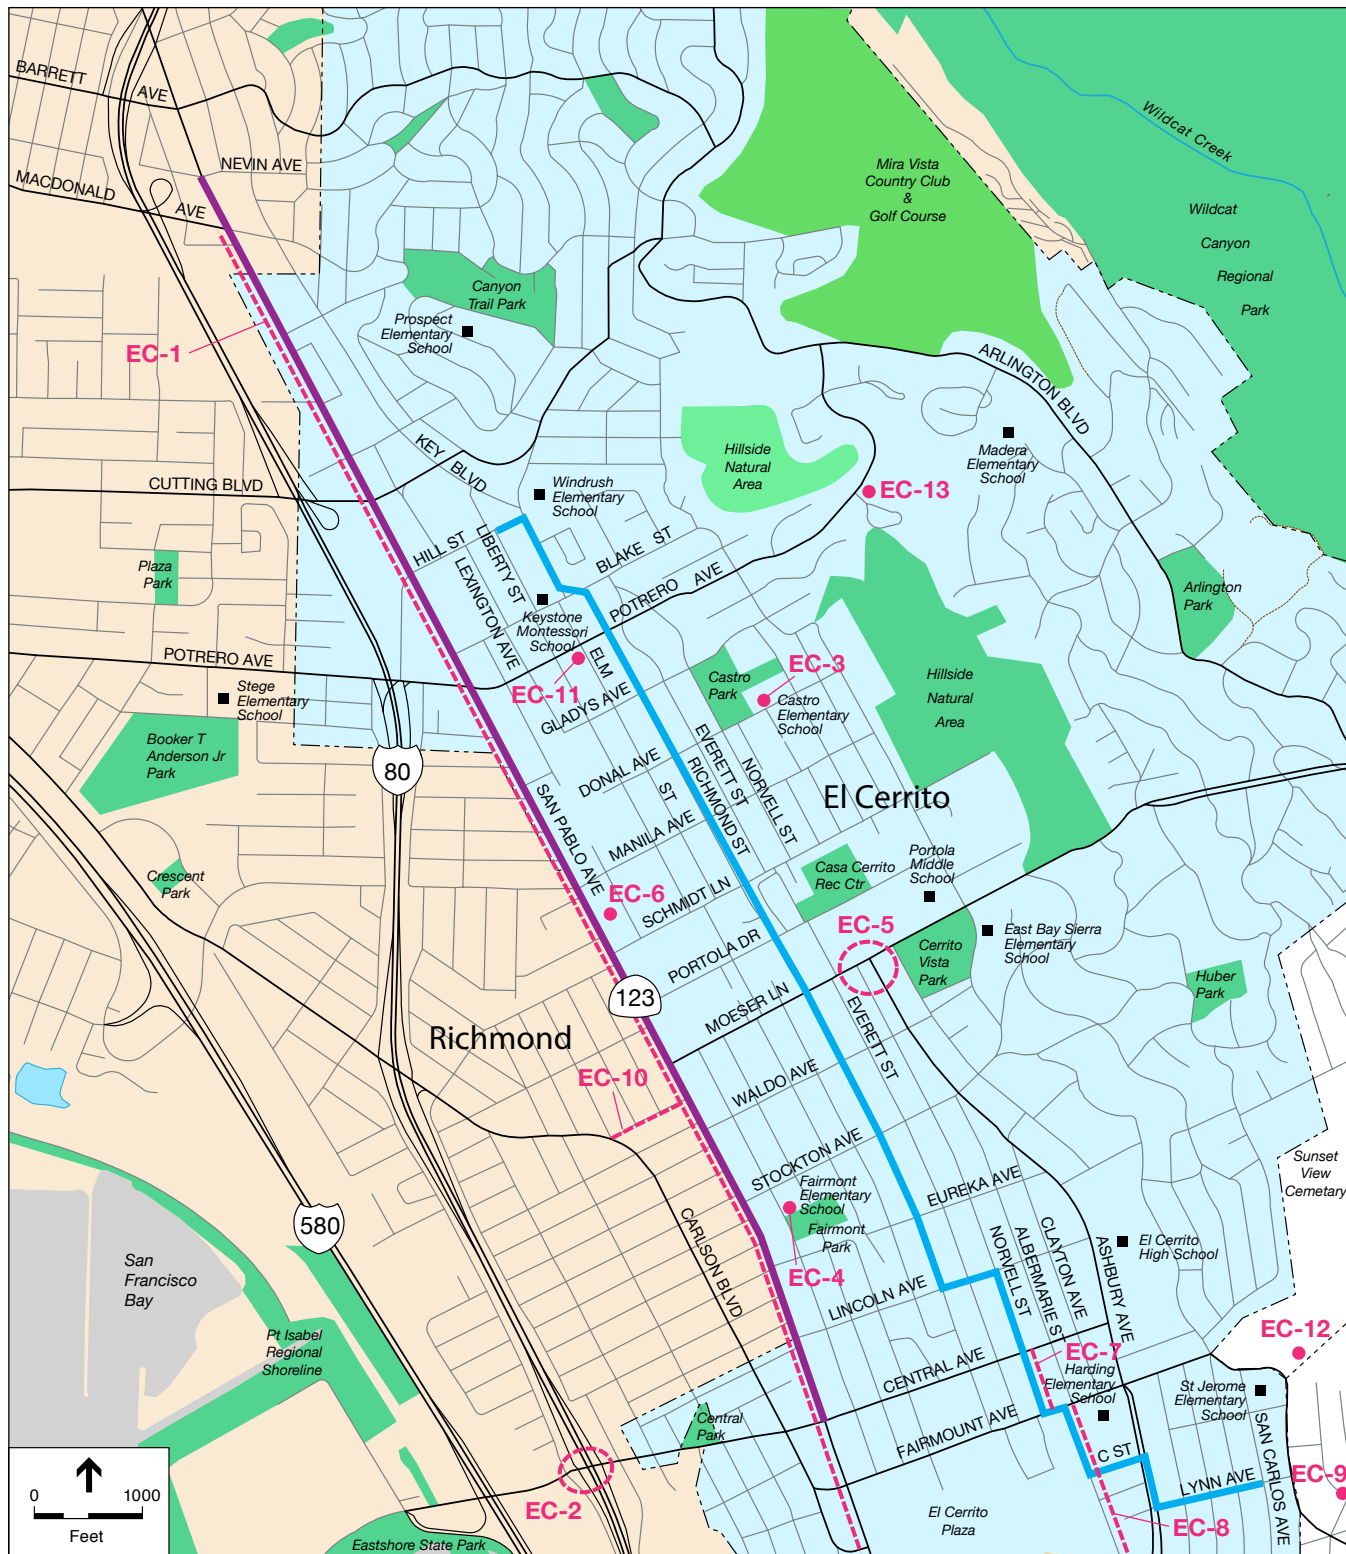 BARRETT
AVE
NEVIN AVE
MACDONALD
AVE
Wildcat Creek
Mira Vista
Country Club
&
Golf Course
Wildcat
Canyon
Regional
Park
Canyon
Trail Park
Prospect
Elementary
School
EC-1
ARLINGTON BLVD
KEY BLVD
CUTTING BLVD
Windrush
Elementary
School
Hillside
Natural
Area
Madera
Elementary
School
EC-13
HILL ST
LIBERTY ST
LEXINGTON AVE
BLAKE ST
POTRERO AVE
Plaza
Park
Keystone
Montessori
School
Arlington
Park
POTRERO AVE
ELM
ST
EC-11
GLADYS AVE
Castro
Park
EC-3
Castro
Elementary
School
Hillside
Natural
Area
Stege
Elementary
School
Booker T
Anderson Jr
Park
80
DONAL AVE
EVERETT ST
RICHMOND ST
NORVELL ST
SAN PABLO AVE
MANILA AVE
El Cerrito
Portola
Middle
School
Casa Cerrito
Rec Ctr
Crescent
Park
EC-6
SCHMIDT LN
EC-5
East Bay Sierra
Elementary
School
Cerrito
Vista
Park
PORTOLA DR
Huber
Park
123
MOESER LN
EVERETT ST
Richmond
EC-10
WALDO AVE
STOCKTON AVE
Sunset
View
Cemetary
Fairmont
Elementary
School
Fairmont
Park
EUREKA AVE
580
CARLSON BLVD
NORVELL ST
ALBERMARIE ST
CLAYTON AVE
ASHBURY AVE
El Cerrito
High School
San
Francisco
Bay
EC-4
LINCOLN AVE
Pt Isabel
Regional
Shoreline
EC-12
CENTRAL AVE
EC-7
Harding
Elementary
School
St Jerome
Elementary
School
Central
Park
FAIRMOUNT AVE
SAN CARLOS AVE
C ST
LYNN AVE
EC-9
0 1000
Feet
EC-2
El Cerrito
Plaza
EC-8
Eastshore State Park